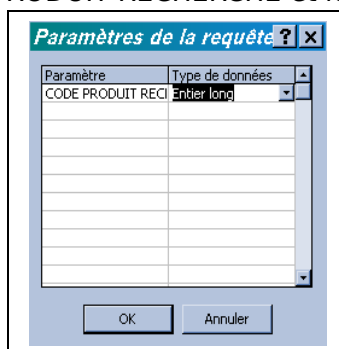 Paramètres de la requête ? x
Paramètre Type de données
CODE PRODUIT RECI Entier long
OK Annuler